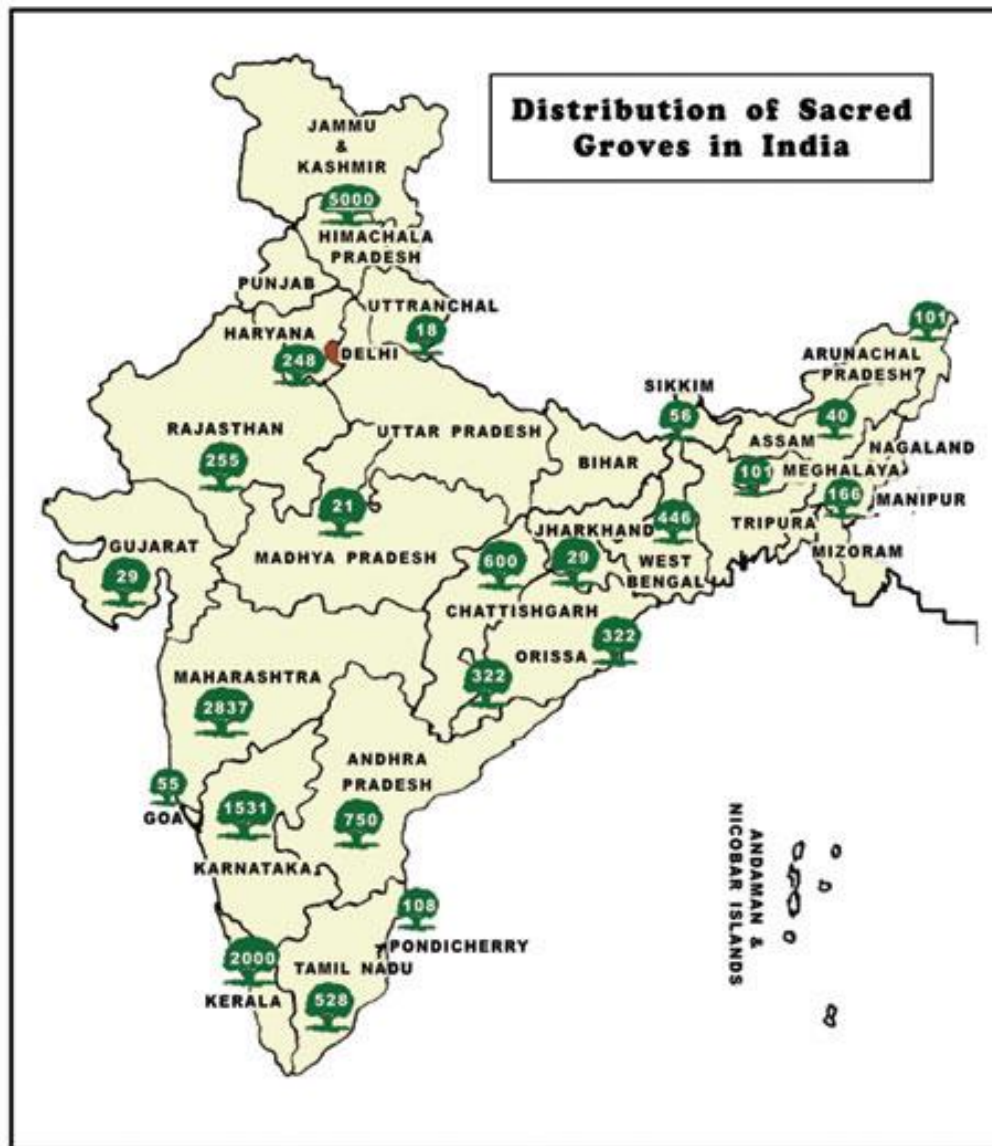 Distribution of Sacred
Groves in India
JAMMU
&
KASHMIR
5000
HIMACHALA
PRADESH
PUNJAB
UTTRANCHAL
18
HARYANA
248
DELHI
101
ARUNACHAL
PRADESH?
SIKKIM
56
40
RAJASTHAN
255
UTTAR PRADESH
BIHAR
ASSAM
NAGALAND
101
MEGHALAYA
166
MANIPUR
21
MADHYA PRADESH
JHARKHAND
29
446
WEST
BENGAL
TRIPURA
MIZORAM
GUJARAT
29
600
CHATTISHGARH
322
ORISSA
322
MAHARASHTRA
2837
ANDHRA
PRADESH
750
55
GOA
1531
KARNATAKA
ANDAMAN &
NICOBAR ISLANDS
108
PONDICHERRY
2000
KERALA
TAMIL NADU
528